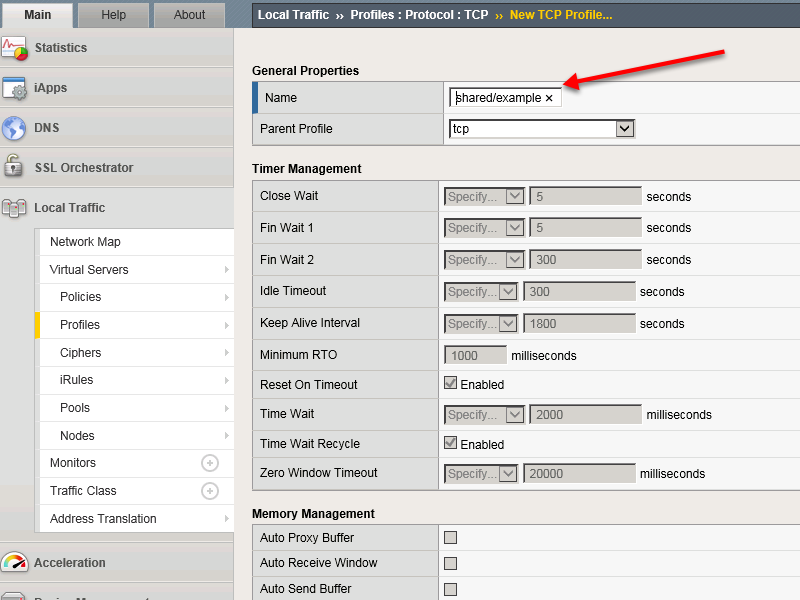 Main Help About
Local Traffic ›› Profiles : Protocol : TCP ›› New TCP Profile...
Statistics
iApps
DNS
SSL Orchestrator
Local Traffic
Network Map
Virtual Servers
Policies
Profiles
Ciphers
iRules
Pools
Nodes
Monitors
Traffic Class
Address Translation
Acceleration
General Properties
Name shared/example ×
Parent Profile tcp
Timer Management
Close Wait Specify... 5 seconds
Fin Wait 1 Specify... 5 seconds
Fin Wait 2 Specify... 300 seconds
Idle Timeout Specify... 300 seconds
Keep Alive Interval Specify... 1800 seconds
Minimum RTO 1000 milliseconds
Reset On Timeout Enabled
Time Wait Specify... 2000 milliseconds
Time Wait Recycle Enabled
Zero Window Timeout Specify... 20000 milliseconds
Memory Management
Auto Proxy Buffer
Auto Receive Window
Auto Send Buffer